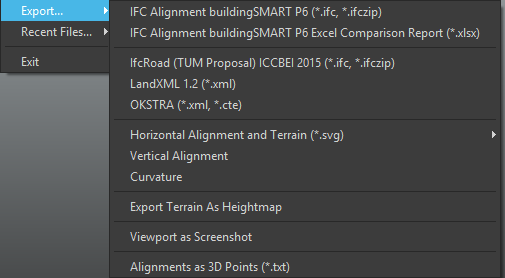 Export...
Recent Files...
Exit
IFC Alignment buildingSMART P6 (*.ifc, *.ifczip)
IFC Alignment buildingSMART P6 Excel Comparison Report (*.xlsx)
IfcRoad (TUM Proposal) ICCBEI 2015 (*.ifc, *.ifczip)
LandXML 1.2 (*.xml)
OKSTRA (*.xml, *.cte)
Horizontal Alignment and Terrain (*.svg)
Vertical Alignment
Curvature
Export Terrain As Heightmap
Viewport as Screenshot
Alignments as 3D Points (*.txt)